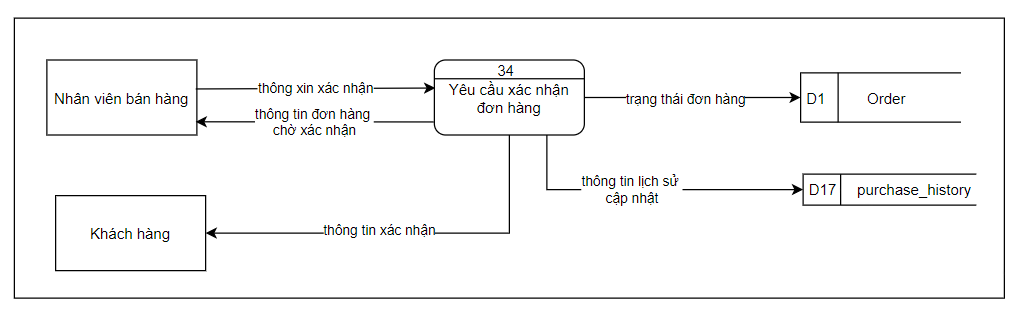 34
Nhân viên bán hàng
thông xin xác nhận
Yêu cầu xác nhận
đơn hàng
trạng thái đơn hàng
D1
Order
thông tin đơn hàng
chờ xác nhận
thông tin lịch sử
cập nhật
D17
purchase_history
Khách hàng
thông tin xác nhận